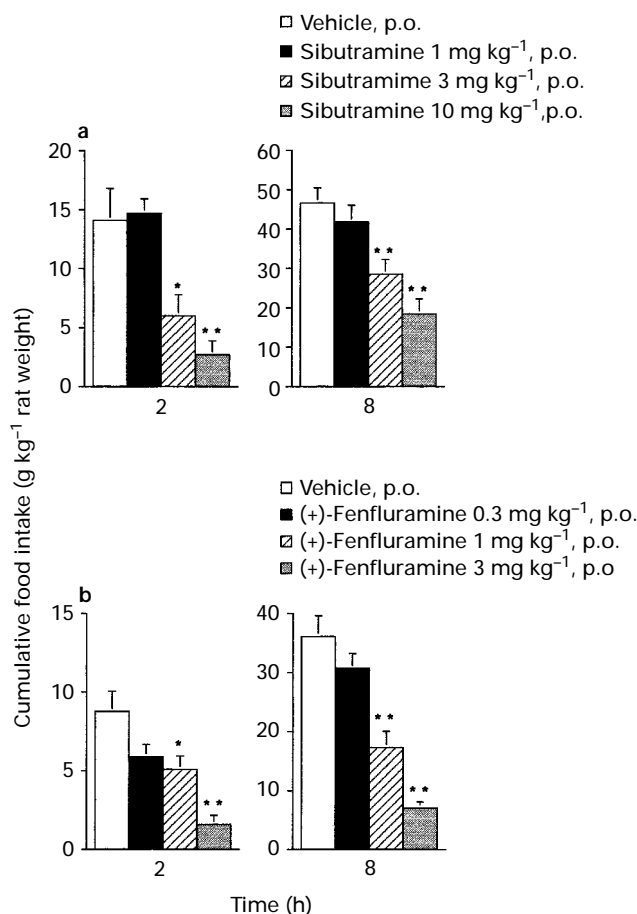 Vehicle, p.o.
Sibutramine 1 mg kg⁻¹, p.o.
Sibutramime 3 mg kg⁻¹, p.o.
Sibutramine 10 mg kg⁻¹,p.o.
a
20
15
10
5
0
*
* *
2
60
50
40
30
20
10
0
* *
* *
8
Cumulative food intake (g kg⁻¹ rat weight)
Vehicle, p.o.
(+)-Fenfluramine 0.3 mg kg⁻¹, p.o.
(+)-Fenfluramine 1 mg kg⁻¹, p.o.
(+)-Fenfluramine 3 mg kg⁻¹, p.o
b
15
10
5
0
*
* *
2
40
30
20
10
0
* *
* *
8
Time (h)